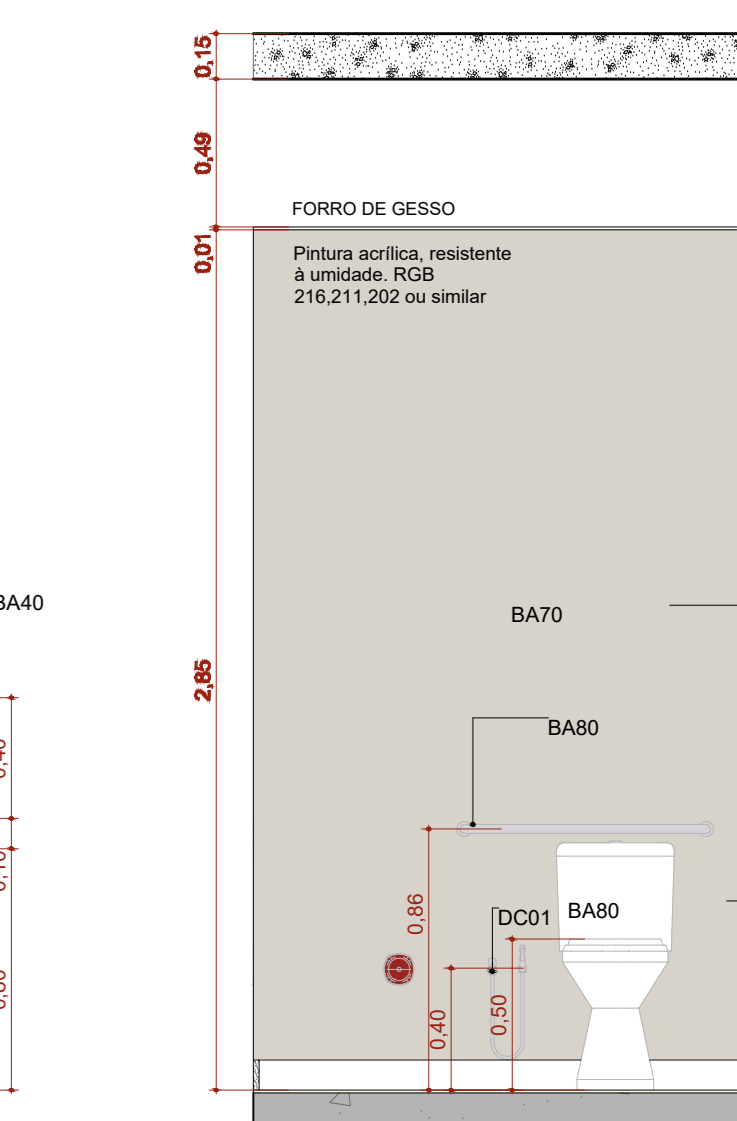 0,15
0,49
FORRO DE GESSO
0,01
Pintura acrílica, resistente
à umidade. RGB
216,211,202 ou similar
BA40
BA70
2,85
BA80
0,86
DC01
BA80
0,50
0,40